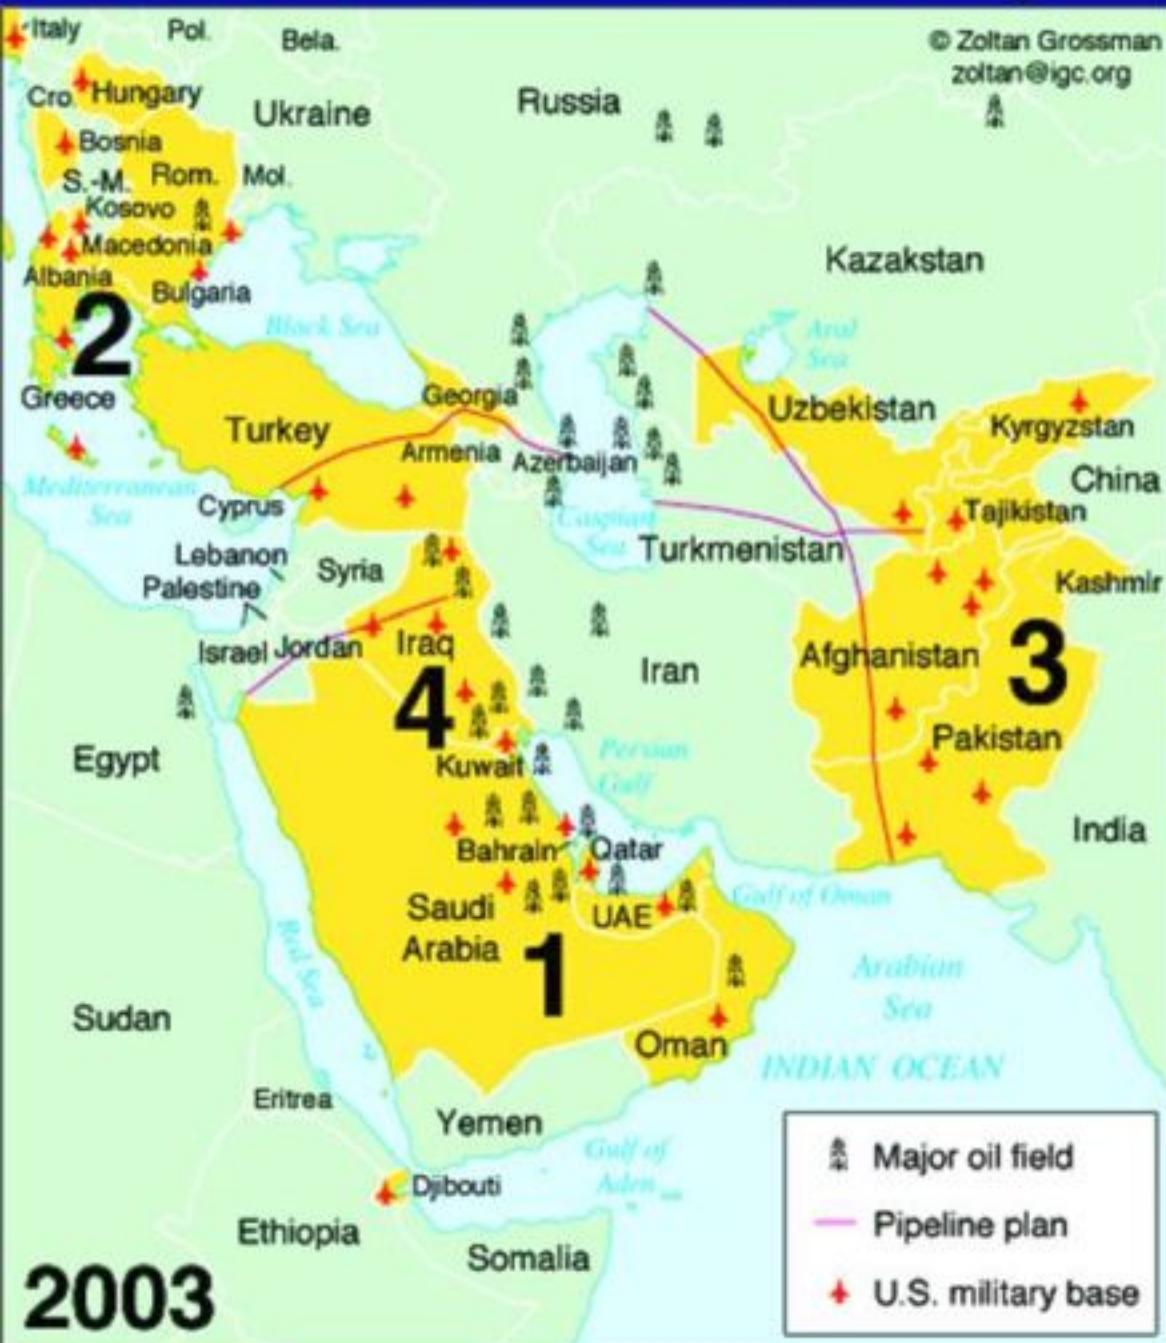 Italy
Pol.
Bela.
© Zoltan Grossman
zoltan@igc.org
Cro.
Hungary
Ukraine
Russia
Bosnia
S.-M.
Rom.
Mol.
Kosovo
Macedonia
Albania
Bulgaria
Kazakstan
2
Black Sea
Aral
Sea
Greece
Georgia
Uzbekistan
Kyrgyzstan
Turkey
Armenia
Azerbaijan
China
Mediterranean
Sea
Cyprus
Caspian
Sea
Tajikistan
Lebanon
Syria
Turkmenistan
Palestine
Kashmir
Israel
Jordan
Iraq
Iran
Afghanistan
3
4
Egypt
Kuwait
Persian
Gulf
Pakistan
Bahrain
Qatar
India
Saudi
Arabia
UAE
Gulf of Oman
1
Red Sea
Arabian
Sea
Sudan
Oman
INDIAN OCEAN
Eritrea
Yemen
Gulf of
Aden
Djibouti
Ethiopia
Somalia
2003
Major oil field
Pipeline plan
U.S. military base